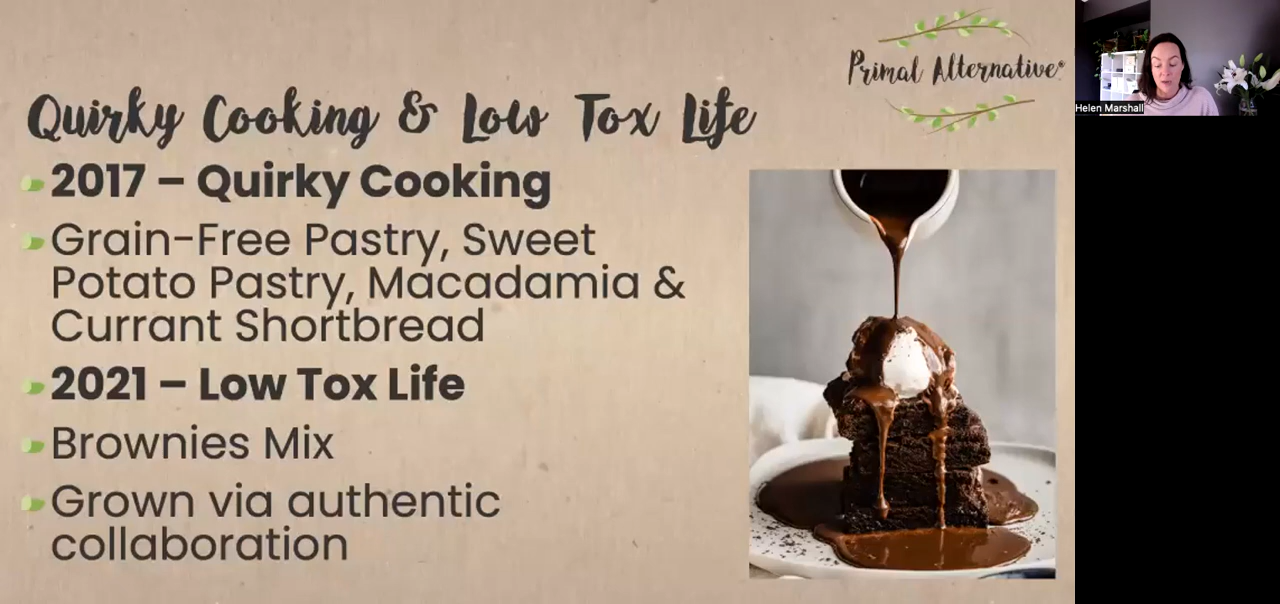 Primal Alternative®
Helen Marshall
Quirky Cooking & Low Tox Life
2017 – Quirky Cooking
Grain-Free Pastry, Sweet
Potato Pastry, Macadamia &
Currant Shortbread
2021 – Low Tox Life
Brownies Mix
Grown via authentic
collaboration